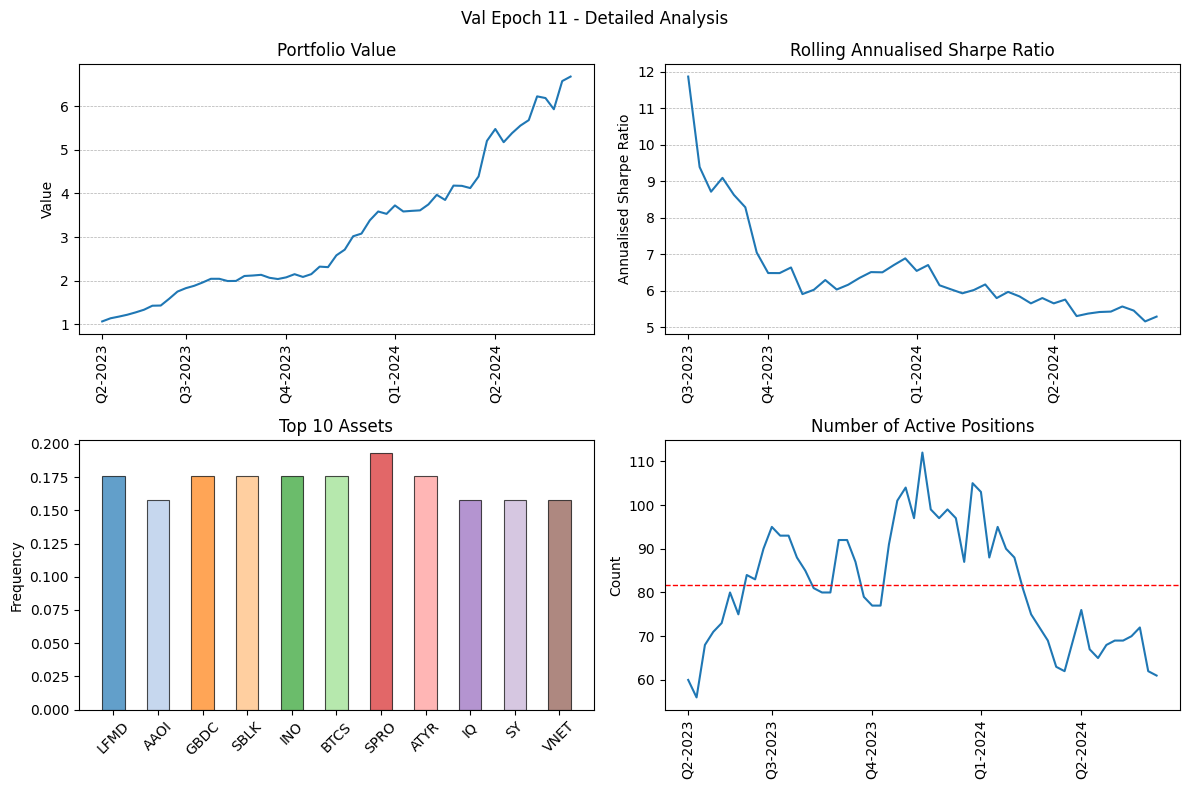 Val Epoch 11 - Detailed Analysis
Portfolio Value
Value
6
5
4
3
2
1
Q2-2023
Q3-2023
Q4-2023
Q1-2024
Q2-2024
Rolling Annualised Sharpe Ratio
Annualised Sharpe Ratio
12
11
10
9
8
7
6
5
Q3-2023
Q4-2023
Q1-2024
Q2-2024
Top 10 Assets
Frequency
0.200
0.175
0.150
0.125
0.100
0.075
0.050
0.025
0.000
LFMD
AAOI
GBDC
SBLK
INO
BTCS
SPRO
ATYR
IQ
SY
VNET
Number of Active Positions
Count
110
100
90
80
70
60
Q2-2023
Q3-2023
Q4-2023
Q1-2024
Q2-2024